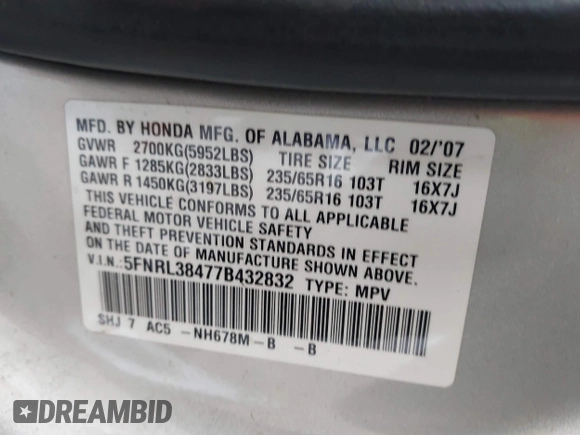 MFD. BY HONDA MFG. OF ALABAMA, LLC 02/'07
GVWR 2700KG(5952LBS) TIRE SIZE RIM SIZE
GAWR F 1285KG(2833LBS) 235/65R16 103T 16X7J
GAWR R 1450KG(3197LBS) 235/65R16 103T 16X7J
THIS VEHICLE CONFORMS TO ALL APPLICABLE
FEDERAL MOTOR VEHICLE SAFETY
AND THEFT PREVENTION STANDARDS IN EFFECT
ON THE DATE OF MANUFACTURE SHOWN ABOVE.
V.I.N.:5FNRL38477B432832 TYPE: MPV
SHJ 7 AC5 -NH678M-B -B
DREAMBID